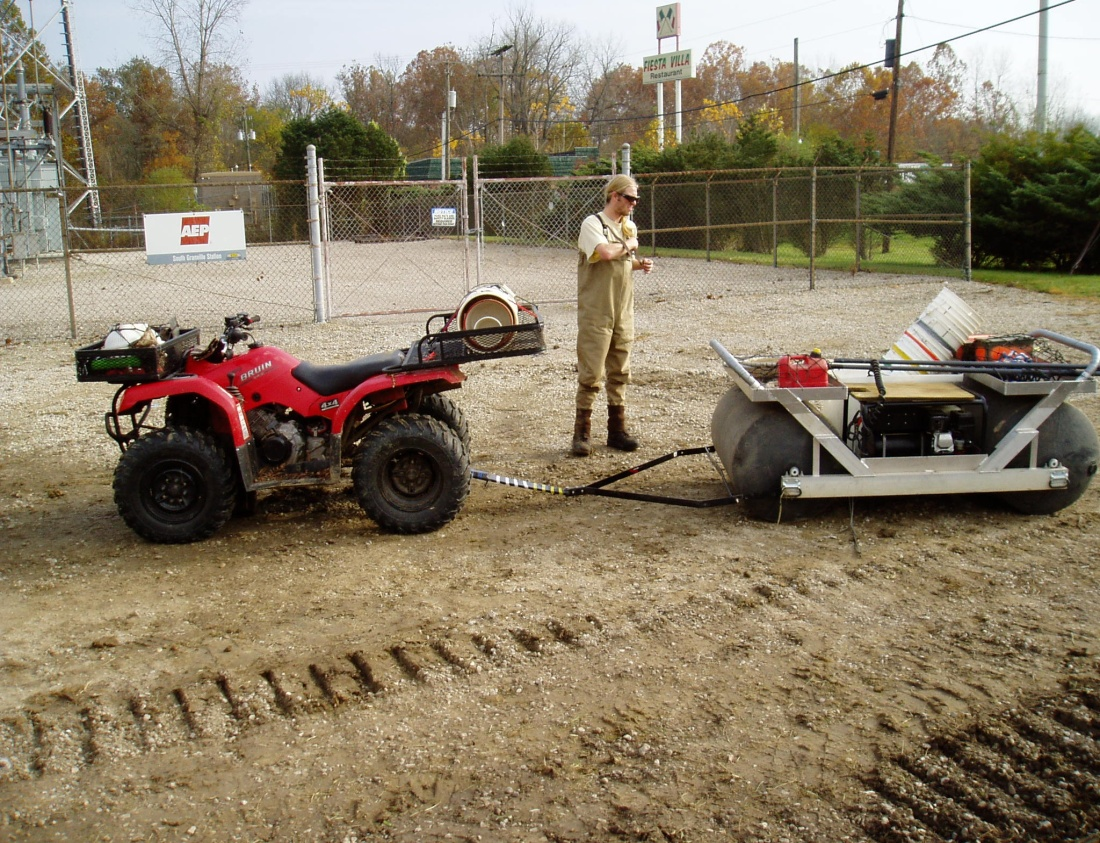 FIESTA VILLA
Restaurant
AEP
South Granville Station
BRUIN
4x4